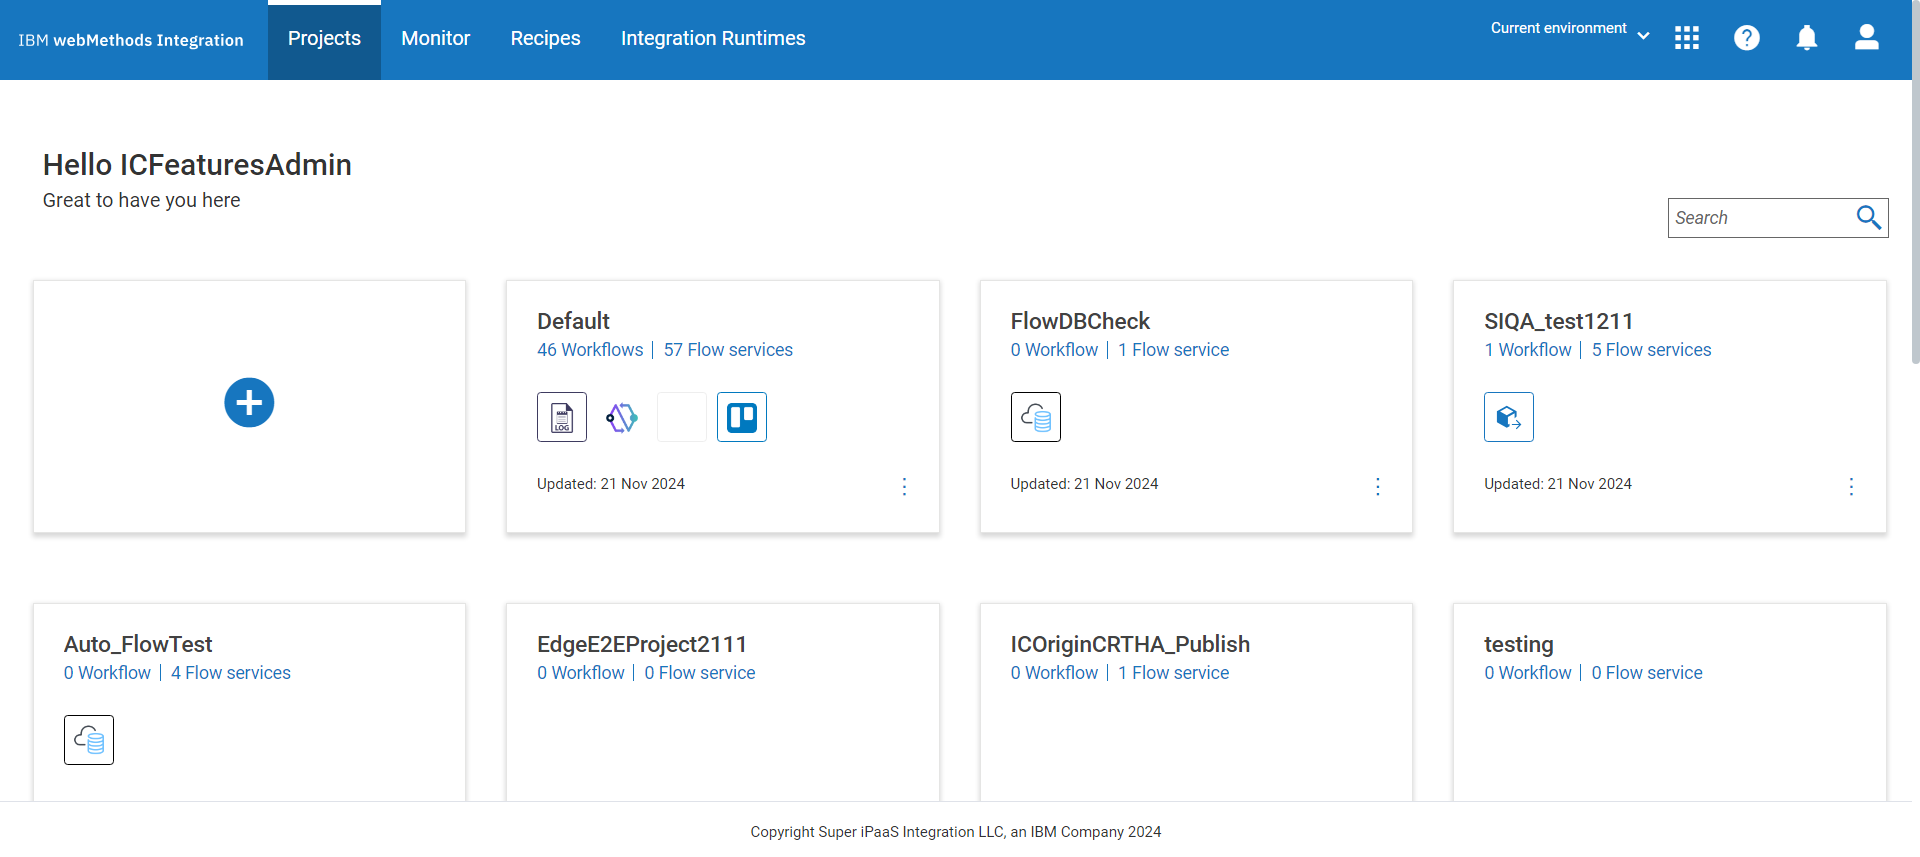 IBM webMethods Integration
Projects
Monitor
Recipes
Integration Runtimes
Current environment
Hello ICFeaturesAdmin
Great to have you here
Search
Default
46 Workflows | 57 Flow services
LOG
Updated: 21 Nov 2024
FlowDBCheck
0 Workflow | 1 Flow service
Updated: 21 Nov 2024
SIQA_test1211
1 Workflow | 5 Flow services
Updated: 21 Nov 2024
Auto_FlowTest
0 Workflow | 4 Flow services
EdgeE2EProject2111
0 Workflow | 0 Flow service
ICOriginCRTHA_Publish
0 Workflow | 1 Flow service
testing
0 Workflow | 0 Flow service
Copyright Super iPaaS Integration LLC, an IBM Company 2024